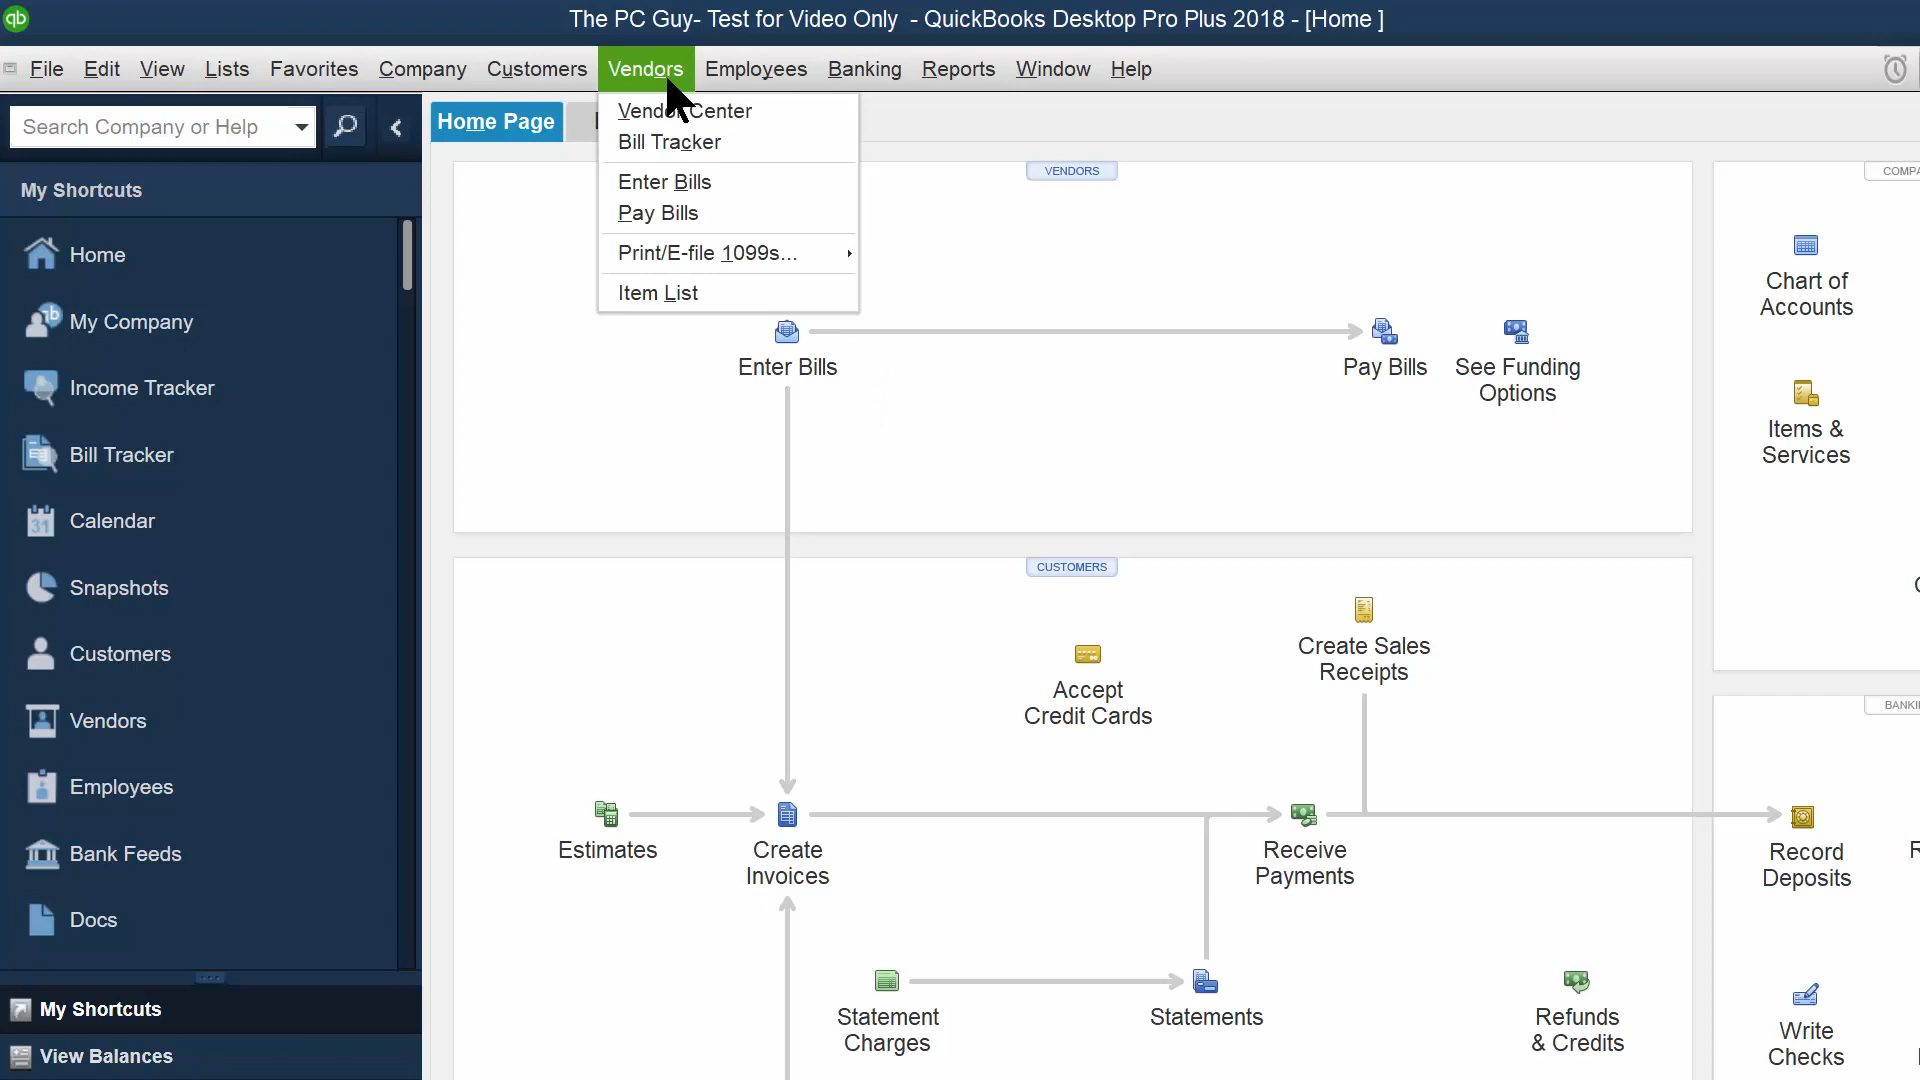 qb
The PC Guy- Test for Video Only - QuickBooks Desktop Pro Plus 2018 - [Home ]
File Edit View Lists Favorites Company Customers Vendors Employees Banking Reports Window Help
Search Company or Help
My Shortcuts
Home
My Company
Income Tracker
Bill Tracker
31
Calendar
Snapshots
Customers
Vendors
Employees
Bank Feeds
Docs
My Shortcuts
View Balances
Home Page
Vendor Center
Bill Tracker
Enter Bills
Pay Bills
Print/E-file 1099s...
Item List
VENDORS
Enter Bills
Pay Bills
See Funding
Options
CUSTOMERS
Create Sales
Receipts
Accept
Credit Cards
Estimates
Create
Invoices
Receive
Payments
Statement
Charges
Statements
Refunds
& Credits
Chart of
Accounts
Items &
Services
Record
Deposits
Write
Checks